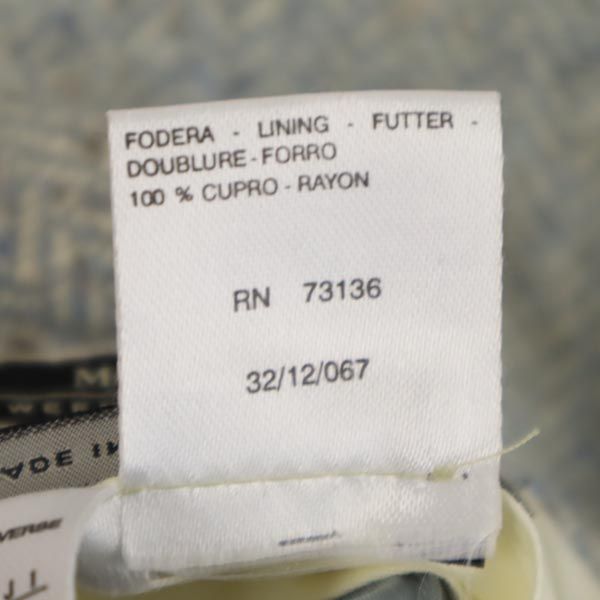 FODERA - LINING - FUTTER -
DOUBLURE - FORRO
100 % CUPRO - RAYON
RN 73136
32/12/067